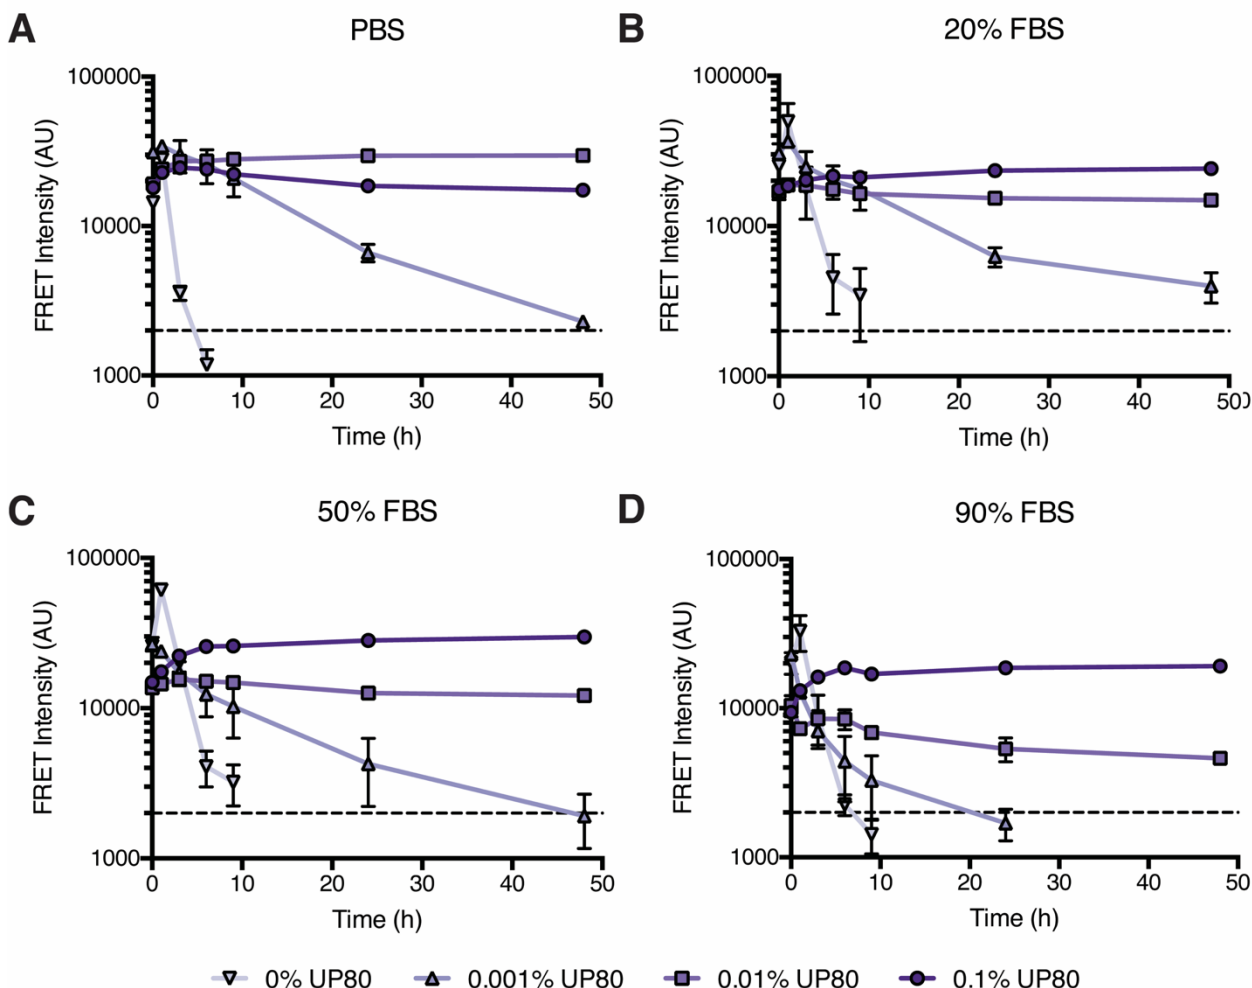 A
PBS
100000
10000
1000
FRET Intensity (AU)
0 10 20 30 40 50
Time (h)
B
20% FBS
100000
10000
1000
FRET Intensity (AU)
0 10 20 30 40 50)
Time (h)
C
50% FBS
100000
10000
1000
FRET Intensity (AU)
0 10 20 30 40 50
Time (h)
D
90% FBS
100000
10000
1000
FRET Intensity (AU)
0 10 20 30 40 50
Time (h)
0% UP80 0.001% UP80 0.01% UP80 0.1% UP80